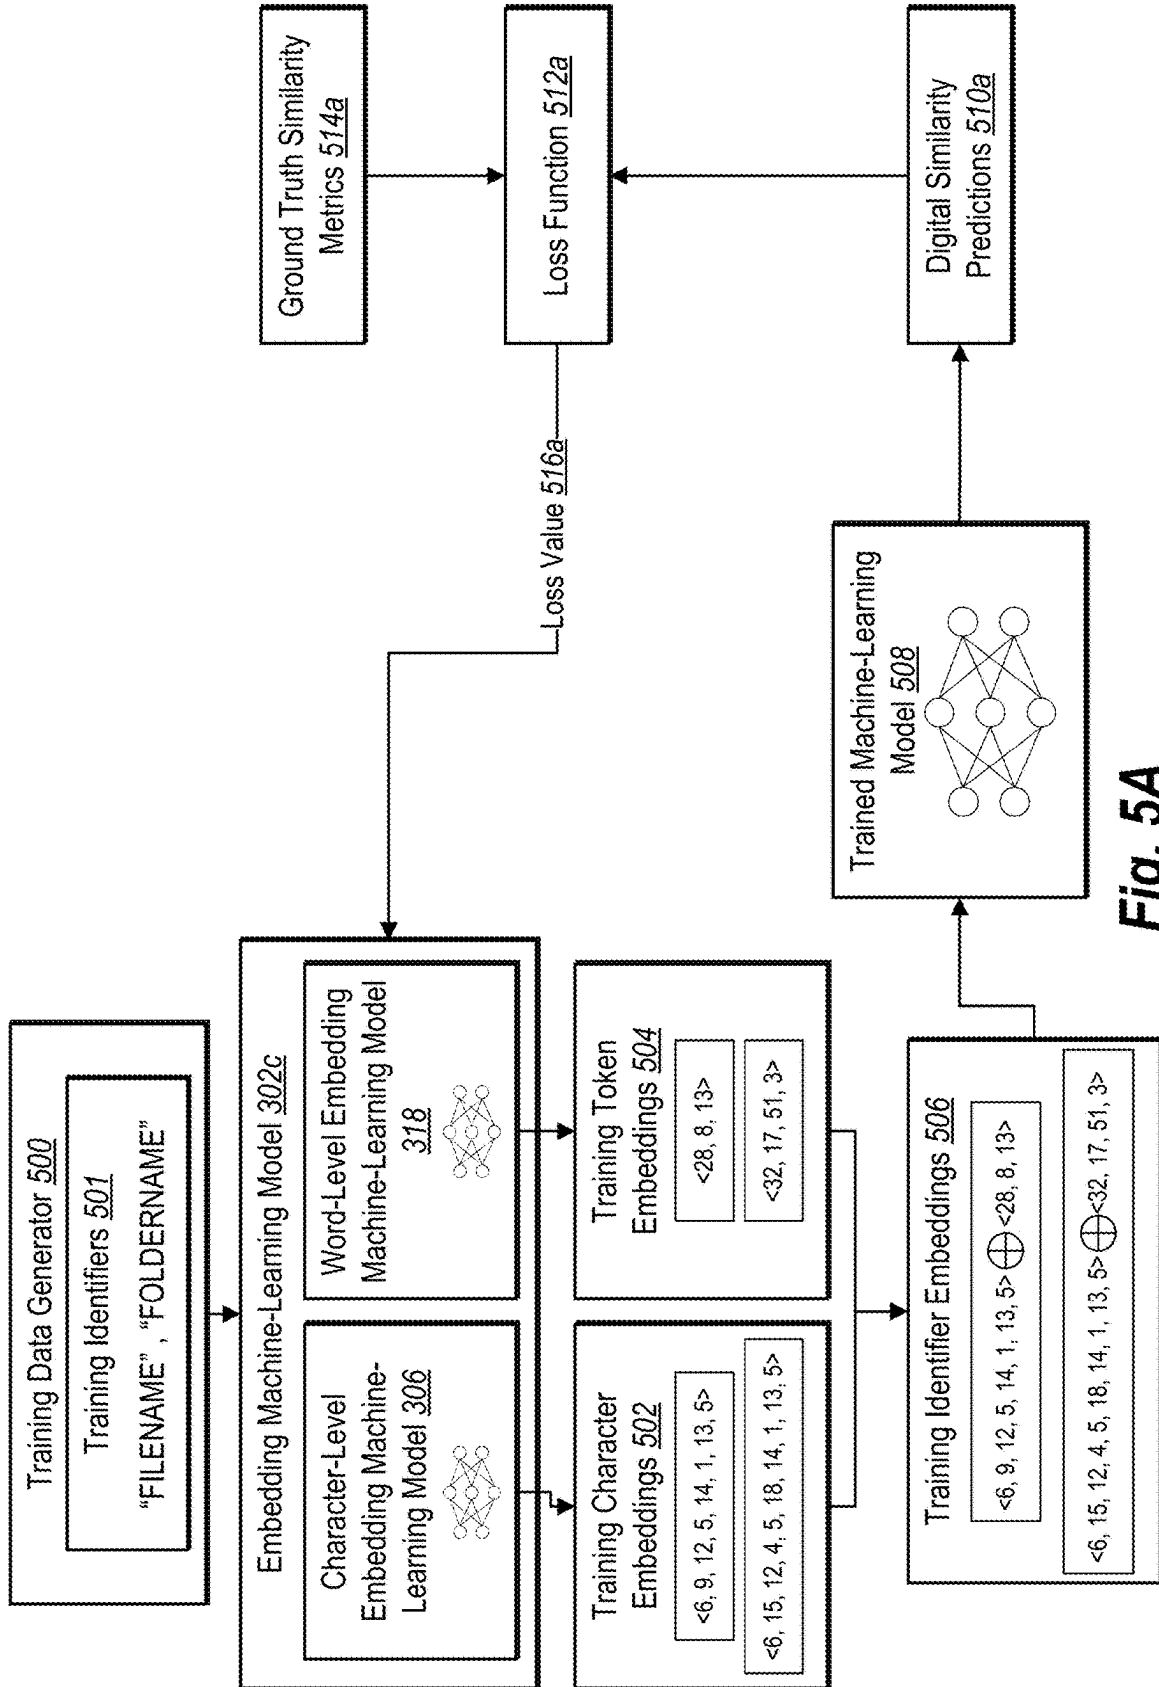 Training Data Generator 500
Training Identifiers 501
“FILENAME” , “FOLDERNAME”
Embedding Machine-Learning Model 302c
Character-Level
Embedding Machine-
Learning Model 306
Word-Level Embedding
Machine-Learning Model
318
Training Character
Embeddings 502
<6, 9, 12, 5, 14, 1, 13, 5>
<6, 15, 12, 4, 5, 18, 14, 1, 13, 5>
Training Token
Embeddings 504
<28, 8, 13>
<32, 17, 51, 3>
Training Identifier Embeddings 506
<6, 9, 12, 5, 14, 1, 13, 5>⊕<28, 8, 13>
<6, 15, 12, 4, 5, 18, 14, 1, 13, 5>⊕<32, 17, 51, 3>
Trained Machine-Learning
Model 508
Digital Similarity
Predictions 510a
Loss Function 512a
Ground Truth Similarity
Metrics 514a
Loss Value 516a
Fig. 5A